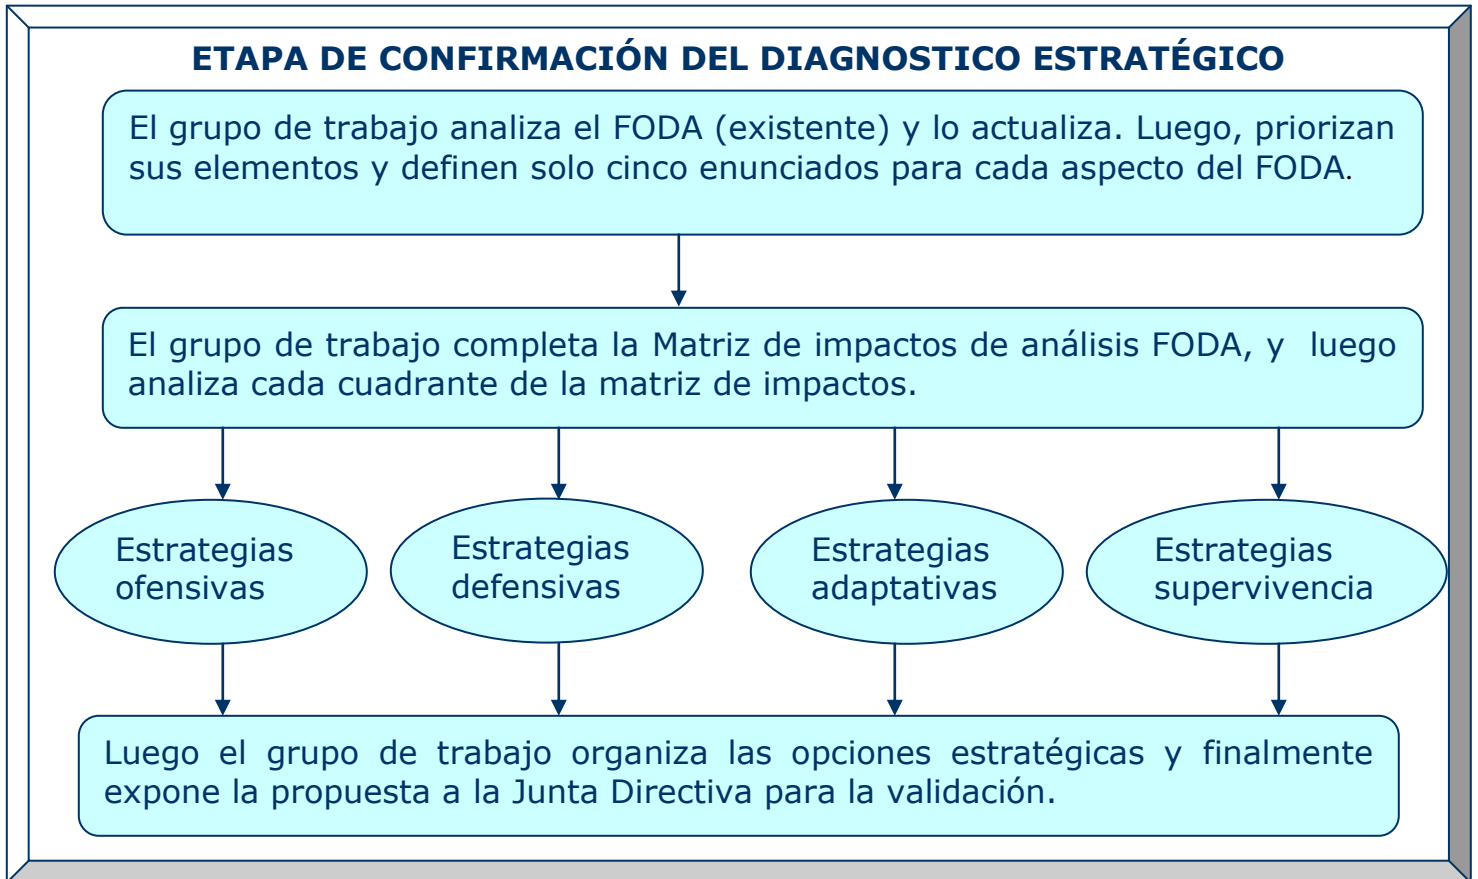 ETAPA DE CONFIRMACIÓN DEL DIAGNOSTICO ESTRATÉGICO
El grupo de trabajo analiza el FODA (existente) y lo actualiza. Luego, priorizan
sus elementos y definen solo cinco enunciados para cada aspecto del FODA.
El grupo de trabajo completa la Matriz de impactos de análisis FODA, y luego
analiza cada cuadrante de la matriz de impactos.
Estrategias
ofensivas
Estrategias
defensivas
Estrategias
adaptativas
Estrategias
supervivencia
Luego el grupo de trabajo organiza las opciones estratégicas y finalmente
expone la propuesta a la Junta Directiva para la validación.